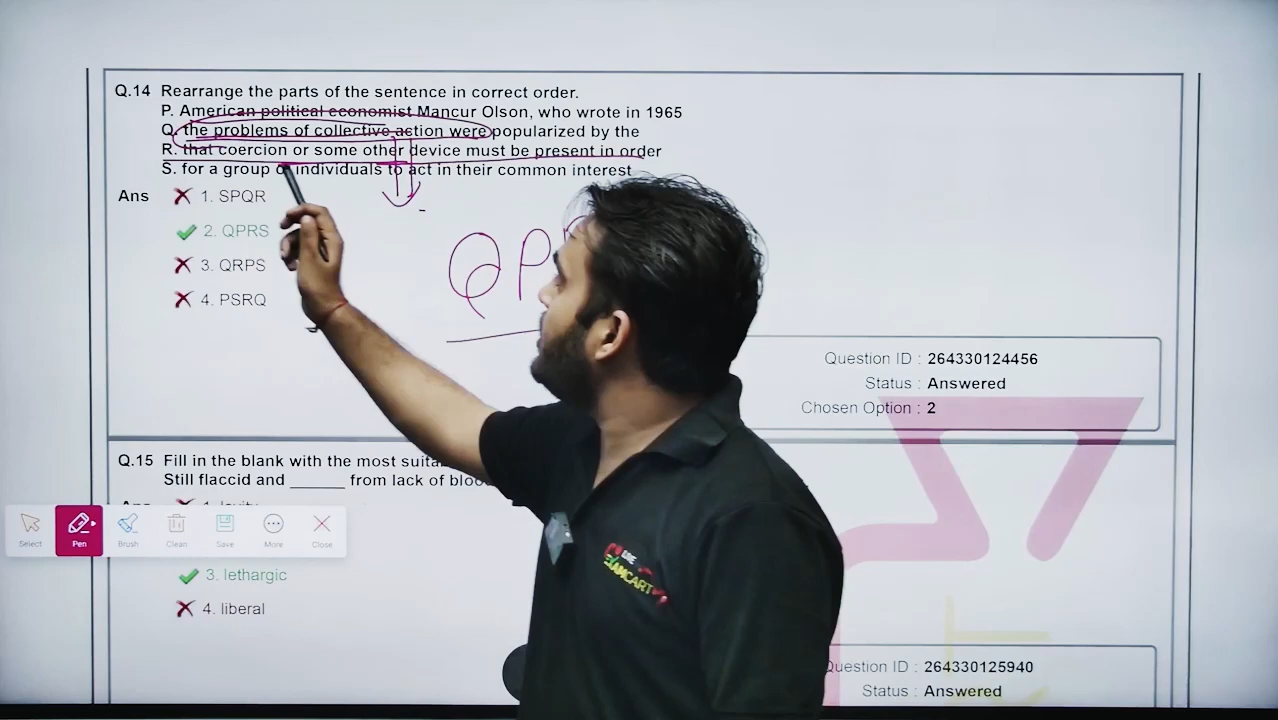 Q.14 Rearrange the parts of the sentence in correct order.
P. American political economist Mancur Olson, who wrote in 1965
Q. the problems of collective action were popularized by the
R. that coercion or some other device must be present in order
S. for a group of individuals to act in their common interest
Ans
1. SPQR
2. QPRS
3. QRPS
4. PSRQ
QP
Question ID : 264330124456
Status : Answered
Chosen Option : 2
Q.15 Fill in the blank with the most
Still flaccid and ______ from lack of
Select
Pen
Brush
Clean
Save
More
Close
3. lethargic
4. liberal
EXAMCART
Question ID : 264330125940
Status : Answered